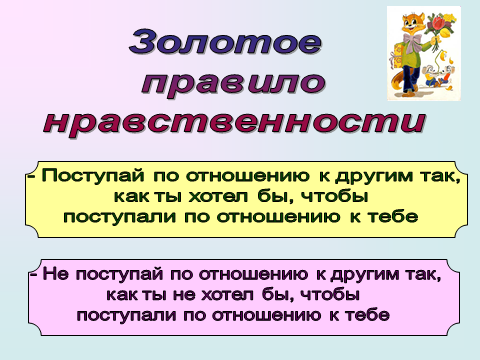 Золотое
правило
нравственности
- Поступай по отношению к другим так,
как ты хотел бы, чтобы
поступали по отношению к тебе
- Не поступай по отношению к другим так,
как ты не хотел бы, чтобы
поступали по отношению к тебе